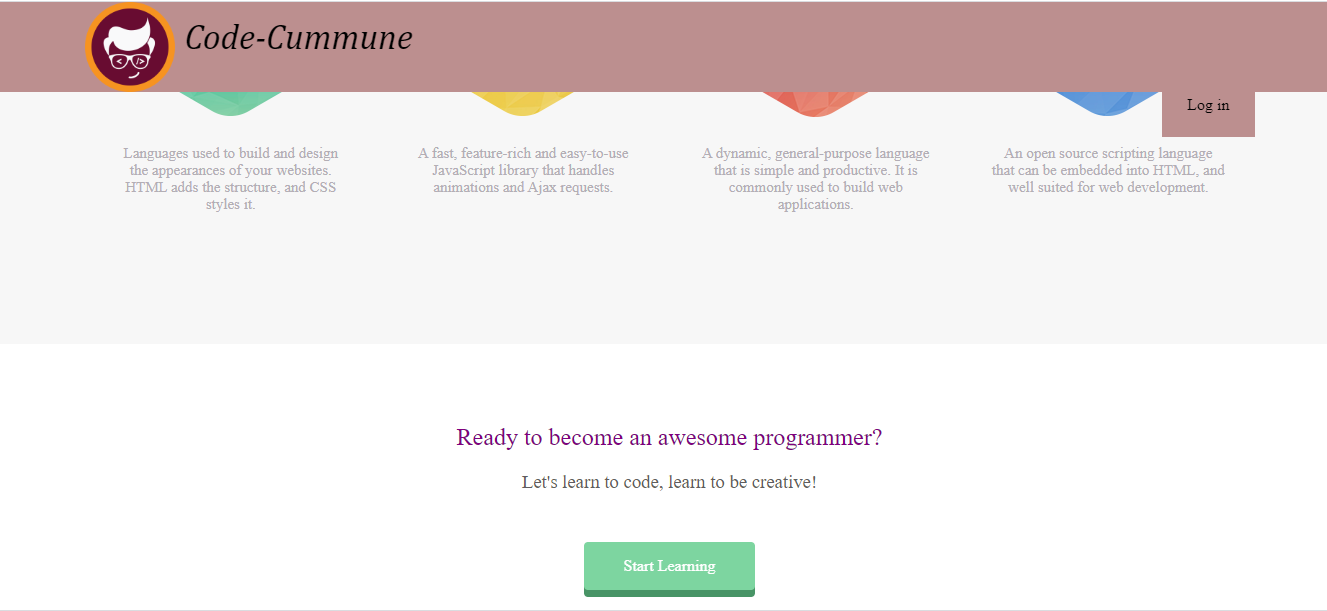 Code-Cummune
< />
Log in
Languages used to build and design
the appearances of your websites.
HTML adds the structure, and CSS
styles it.
A fast, feature-rich and easy-to-use
JavaScript library that handles
animations and Ajax requests.
A dynamic, general-purpose language
that is simple and productive. It is
commonly used to build web
applications.
An open source scripting language
that can be embedded into HTML, and
well suited for web development.
Ready to become an awesome programmer?
Let's learn to code, learn to be creative!
Start Learning